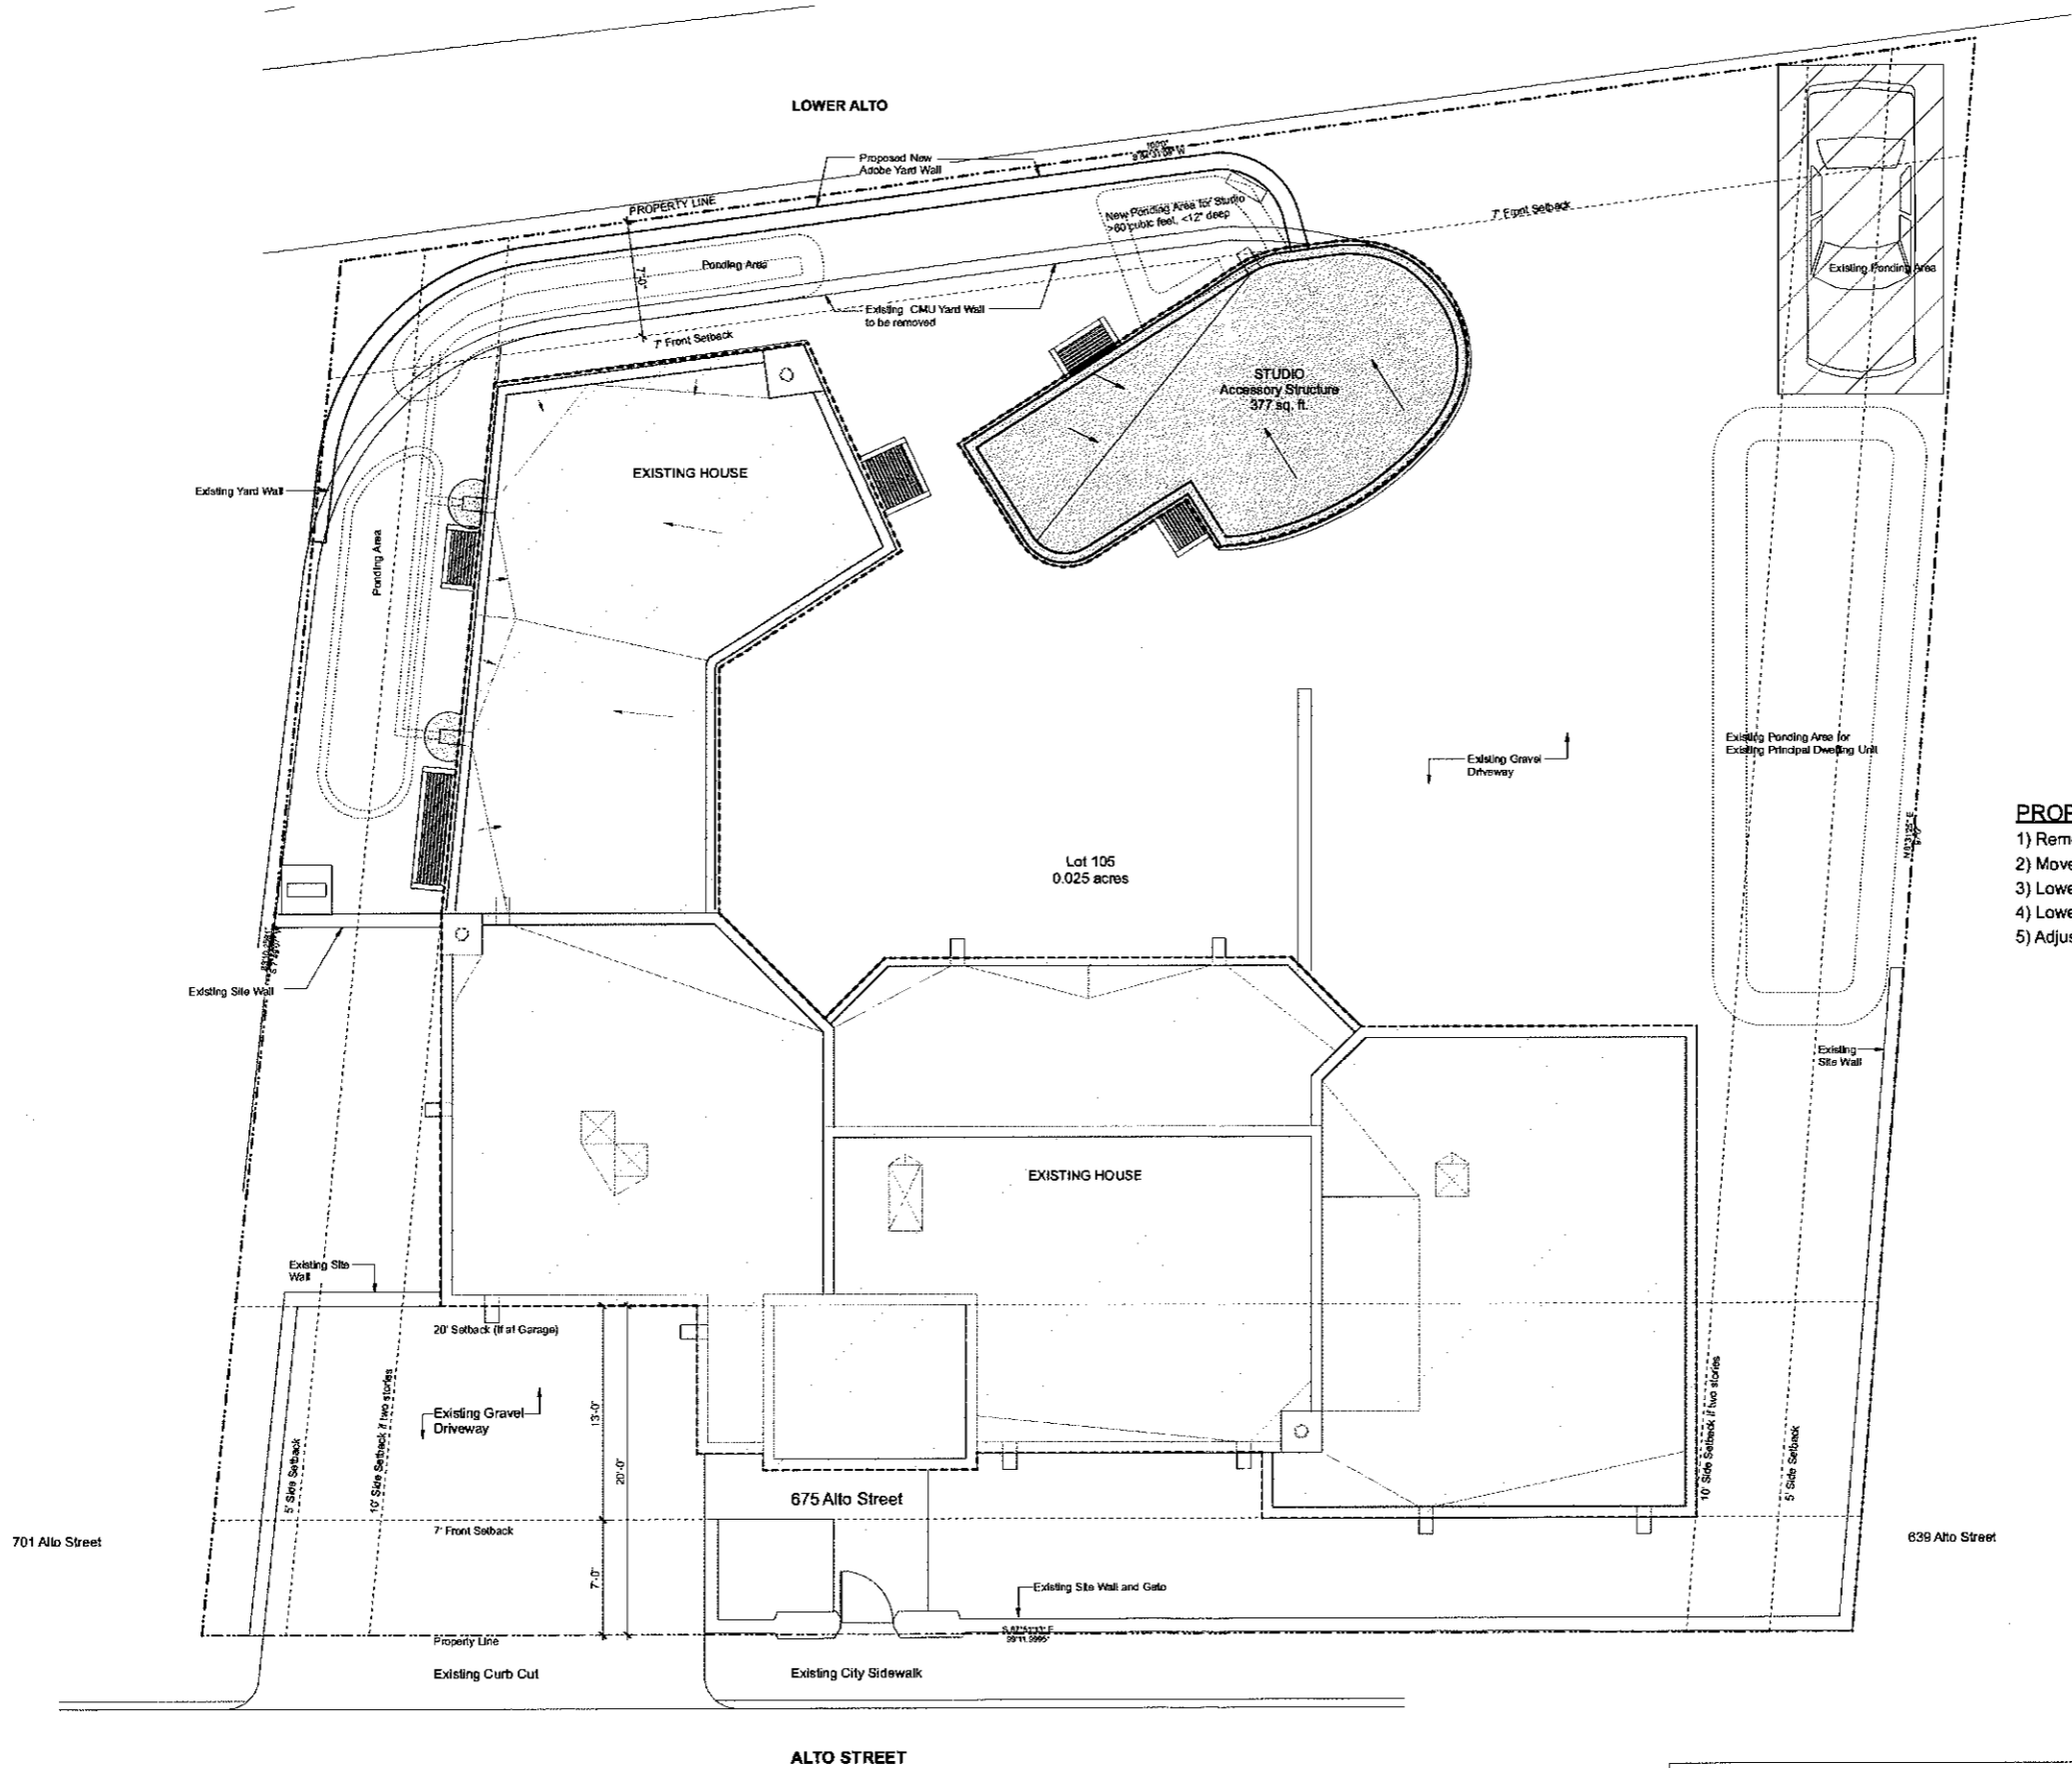 LOWER ALTO
Proposed New
Adobe Yard Wall
PROPERTY LINE
New Ponding Area for Studio
>60 cubic feet, <12" deep
7' Front Setback
Ponding Area
7'-0"
Existing Ponding Area
Existing CMU Yard Wall
to be removed
7' Front Setback
STUDIO
Accessory Structure
377 sq. ft.
EXISTING HOUSE
Existing Yard Wall
Ponding Area
Existing Gravel
Driveway
Existing Ponding Area for
Existing Principal Dwelling Unit
PROP
1) Rem
2) Move
3) Lowe
4) Lowe
5) Adjus
Lot 105
0.025 acres
Existing Site Wall
Existing
Site Wall
EXISTING HOUSE
Existing Site
Wall
20' Setback (If at Garage)
Existing Gravel
Driveway
13'-0"
20'-0"
5' Side Setback
10' Side Setback if two stories
10' Side Setback if two stories
5' Side Setback
675 Alto Street
7' Front Setback
701 Alto Street
639 Alto Street
7'-0"
Existing Site Wall and Gate
Property Line
Existing Curb Cut
Existing City Sidewalk
ALTO STREET